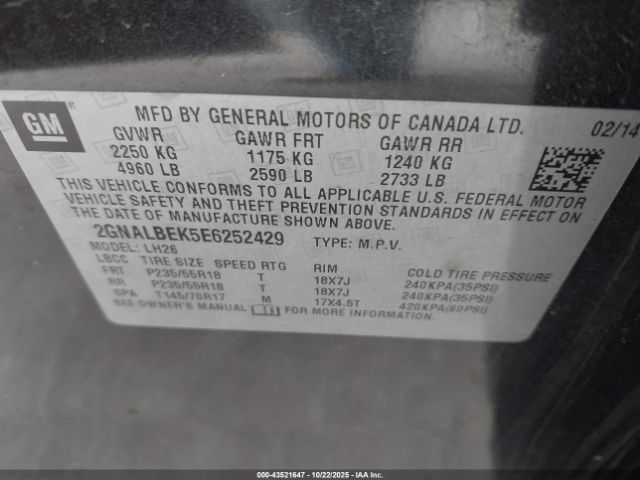 GM
MFD BY GENERAL MOTORS OF CANADA LTD. 02/14
GVWR GAWR FRT GAWR RR
2250 KG 1175 KG 1240 KG
4960 LB 2590 LB 2733 LB
THIS VEHICLE CONFORMS TO ALL APPLICABLE U.S. FEDERAL MOTOR
VEHICLE SAFETY AND THEFT PREVENTION STANDARDS IN EFFECT ON
THE DATE OF MANUFACTURE SHOWN ABOVE.
2GNALBEK5E6252429 TYPE: M.P.V.
MODEL: LH26
LBCC TIRE SIZE SPEED RTG RIM COLD TIRE PRESSURE
FRT P235/55R18 T 18X7J 240KPA(35PSI)
RR P235/55R18 T 18X7J 240KPA(35PSI)
SPA T145/70R17 M 17X4.5T 420KPA(60PSI)
SEE OWNER'S MANUAL FOR MORE INFORMATION.
000-43521647 | 10/22/2025 - IAAI.COM